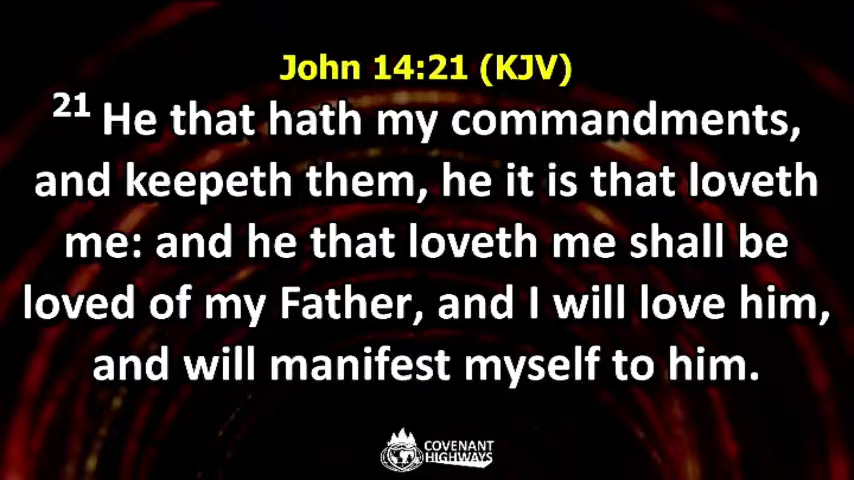 John 14:21 (KJV)
21 He that hath my commandments,
and keepeth them, he it is that loveth
me: and he that loveth me shall be
loved of my Father, and I will love him,
and will manifest myself to him.
COVENANT
HIGHWAYS